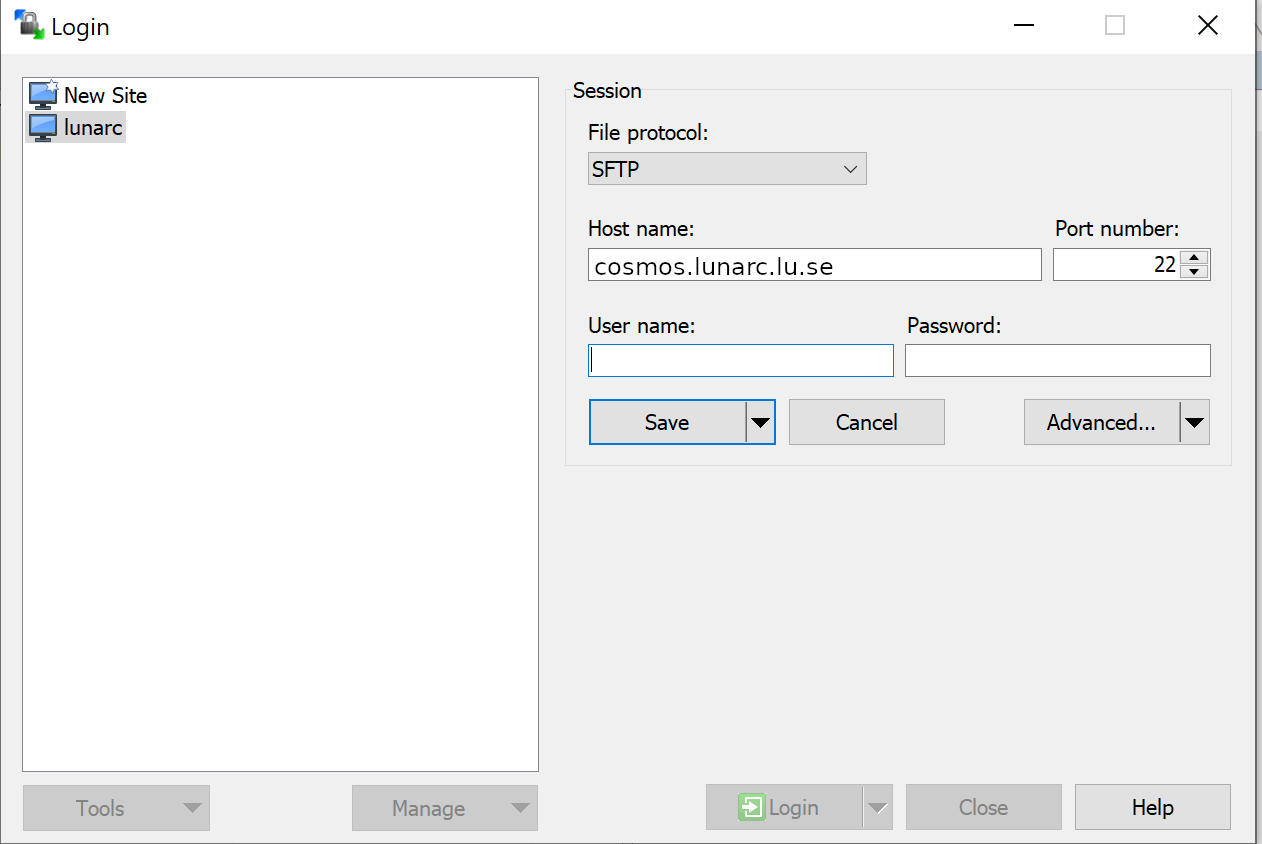 Login
New Site
lunarc
Session
File protocol:
SFTP
Host name:
Port number:
cosmos.lunarc.lu.se
22
User name:
Password:
Save
Cancel
Advanced...
Tools
Manage
Login
Close
Help